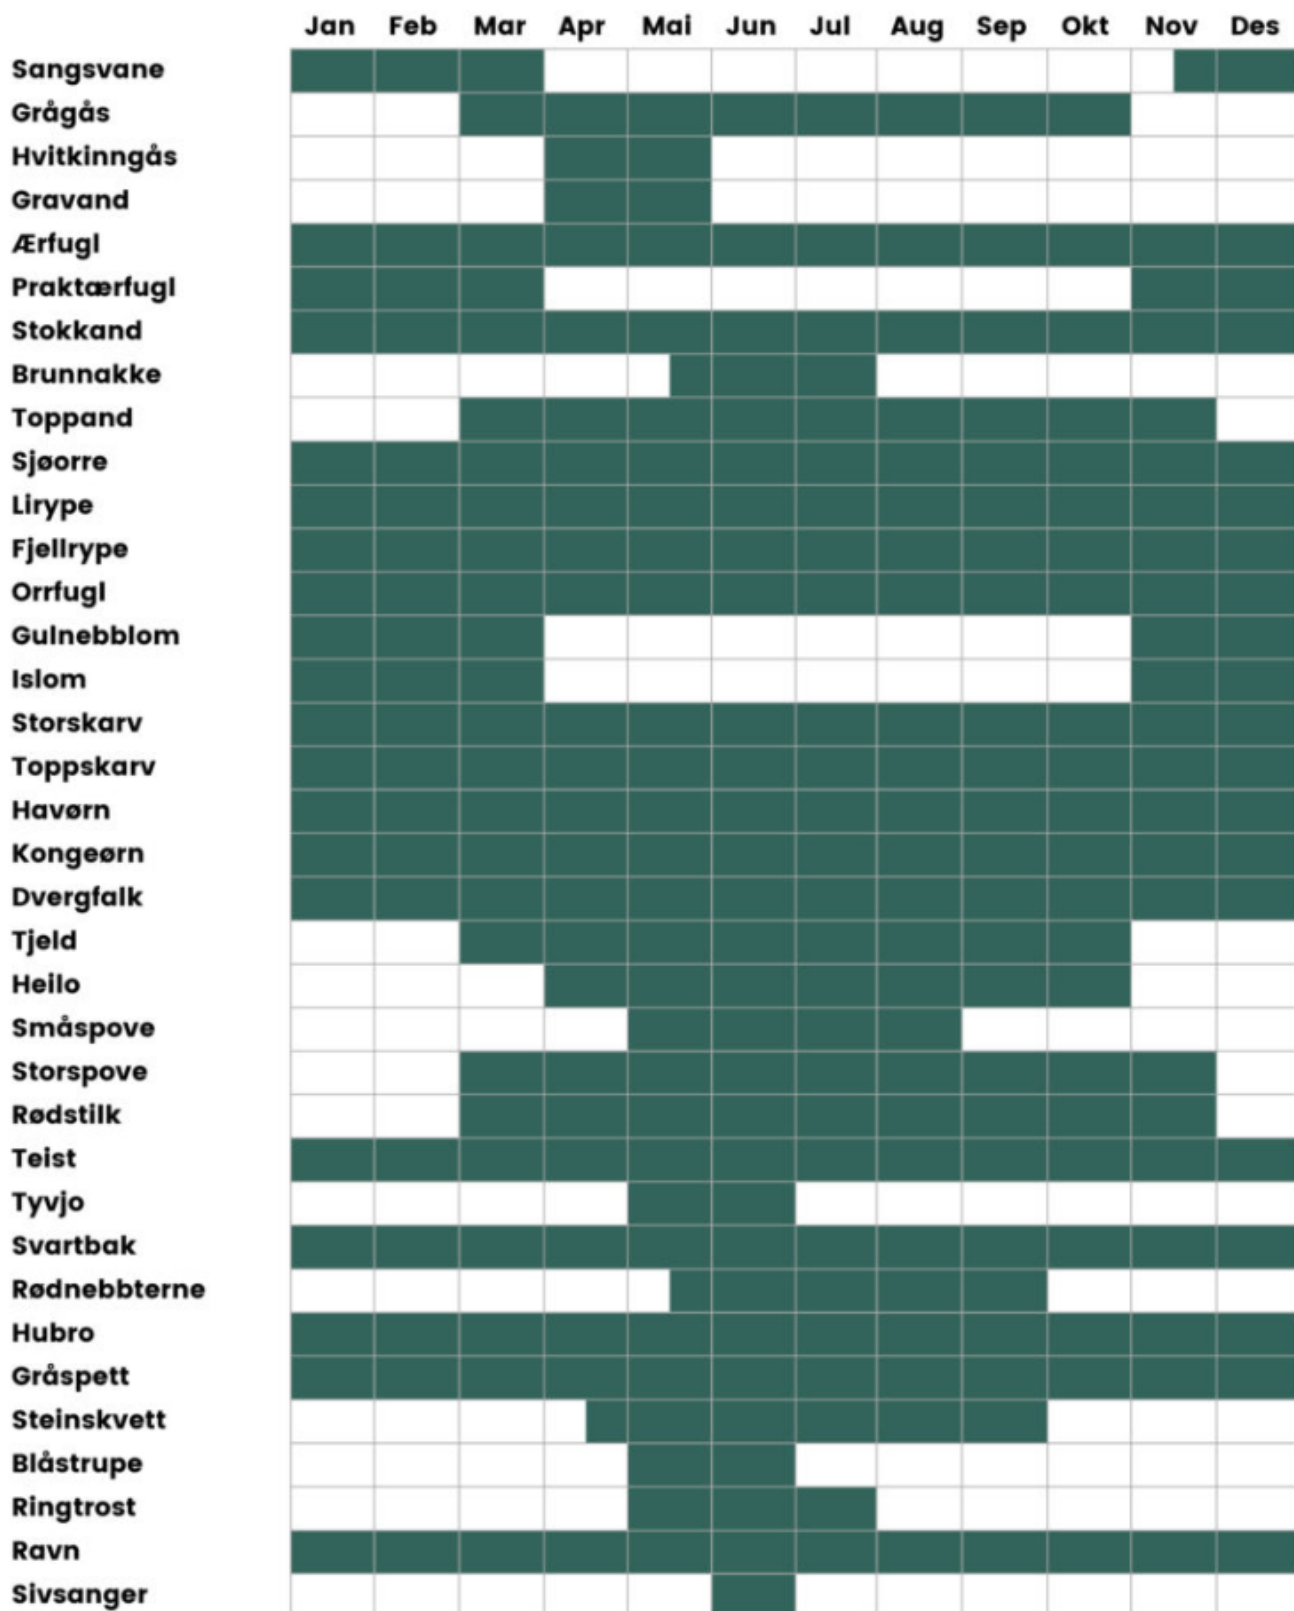 Jan Feb Mar Apr Mai Jun Jul Aug Sep Okt Nov Des
Sangsvane
Grågås
Hvitkinngås
Gravand
Ærfugl
Praktærfugl
Stokkand
Brunnakke
Toppand
Sjøorre
Lirype
Fjellrype
Orrfugl
Gulnebblom
Islom
Storskarv
Toppskarv
Havørn
Kongeørn
Dvergfalk
Tjeld
Heilo
Småspove
Storspove
Rødstilk
Teist
Tyvjo
Svartbak
Rødnebbterne
Hubro
Gråspett
Steinskvett
Blåstrupe
Ringtrost
Ravn
Sivsanger